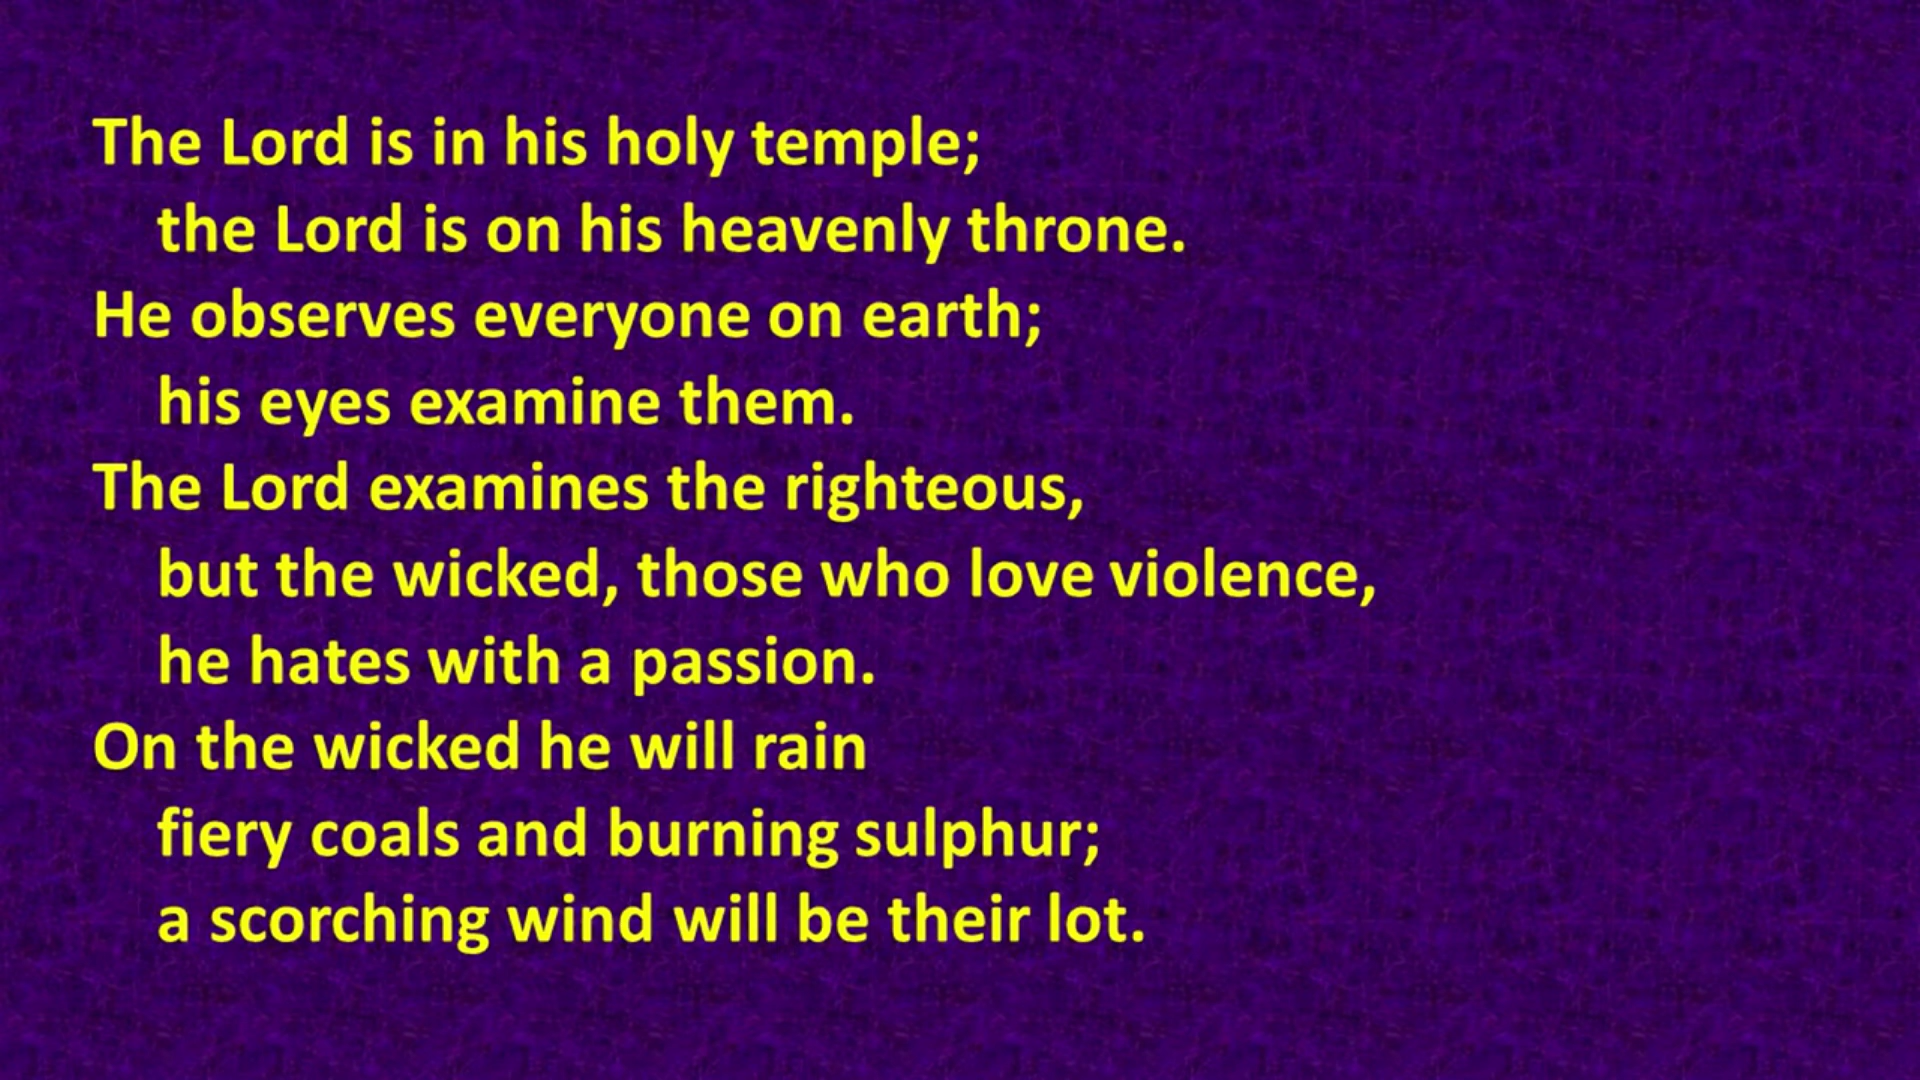 The Lord is in his holy temple;
the Lord is on his heavenly throne.
He observes everyone on earth;
his eyes examine them.
The Lord examines the righteous,
but the wicked, those who love violence,
he hates with a passion.
On the wicked he will rain
fiery coals and burning sulphur;
a scorching wind will be their lot.